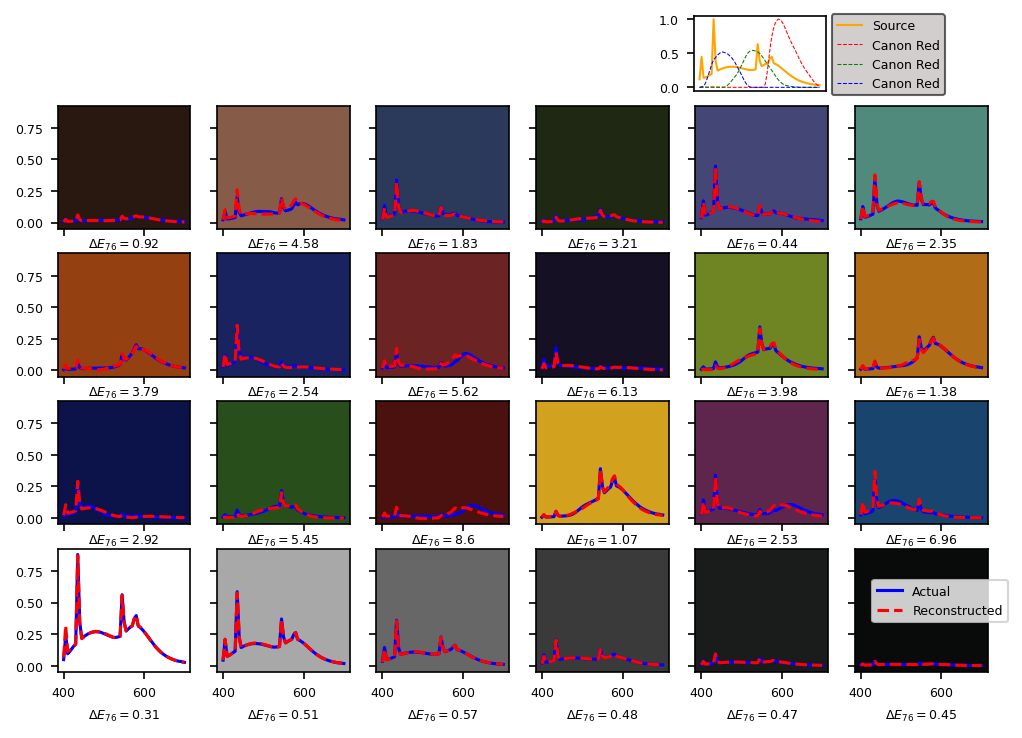 1.0
0.5
0.0
Source
Canon Red
Canon Red
Canon Red
0.75
0.50
0.25
0.00
ΔE₇₆ = 0.92 ΔE₇₆ = 4.58 ΔE₇₆ = 1.83 ΔE₇₆ = 3.21 ΔE₇₆ = 0.44 ΔE₇₆ = 2.35
0.75
0.50
0.25
0.00
ΔE₇₆ = 3.79 ΔE₇₆ = 2.54 ΔE₇₆ = 5.62 ΔE₇₆ = 6.13 ΔE₇₆ = 3.98 ΔE₇₆ = 1.38
0.75
0.50
0.25
0.00
ΔE₇₆ = 2.92 ΔE₇₆ = 5.45 ΔE₇₆ = 8.6 ΔE₇₆ = 1.07 ΔE₇₆ = 2.53 ΔE₇₆ = 6.96
0.75
0.50
0.25
0.00
Actual
Reconstructed
400 600 400 600 400 600 400 600 400 600 400 600
ΔE₇₆ = 0.31 ΔE₇₆ = 0.51 ΔE₇₆ = 0.57 ΔE₇₆ = 0.48 ΔE₇₆ = 0.47 ΔE₇₆ = 0.45